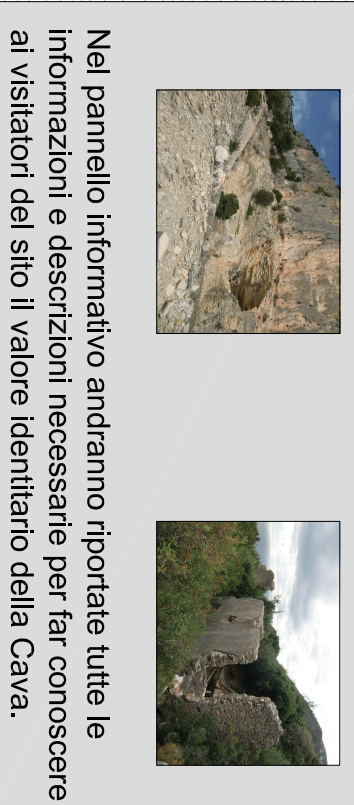 Nel pannello informativo andranno riportate tutte le
informazioni e descrizioni necessarie per far conoscere
ai visitatori del sito il valore identitario della Cava.